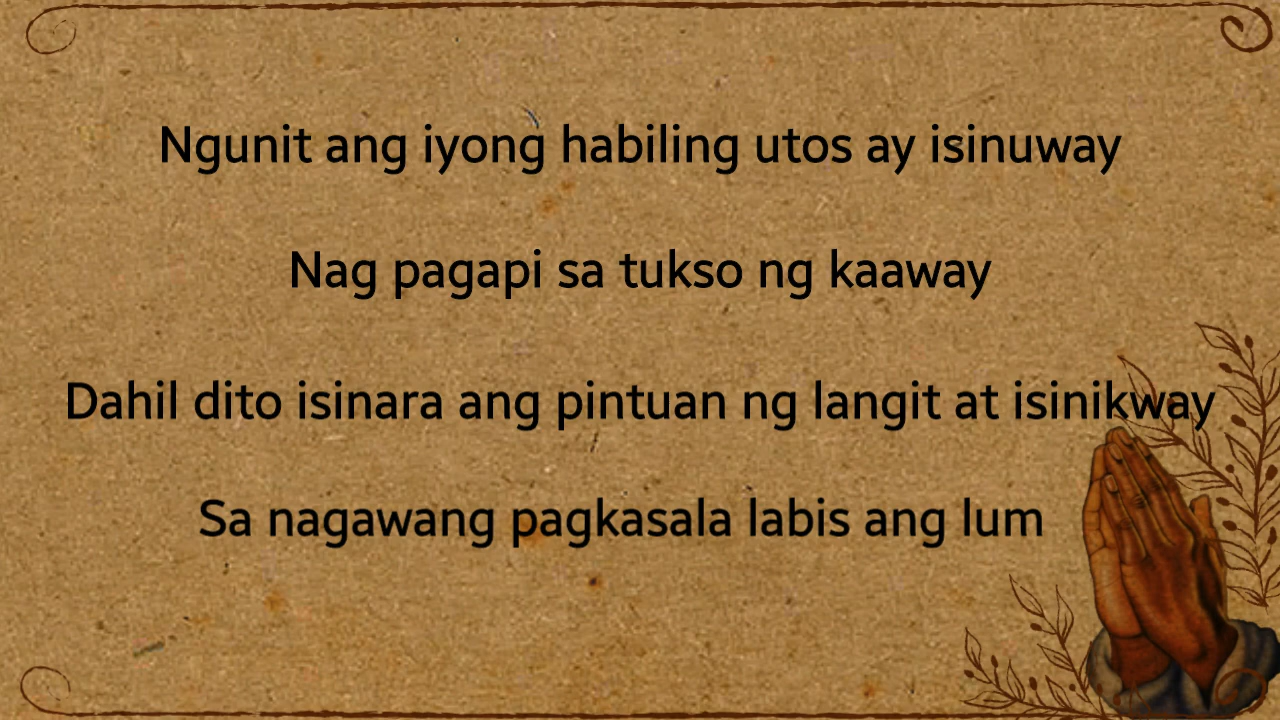 Ngunit ang iyong habiling utos ay isinuway
Nag pagapi sa tukso ng kaaway
Dahil dito isinara ang pintuan ng langit at isinikway
Sa nagawang pagkasala labis ang lum